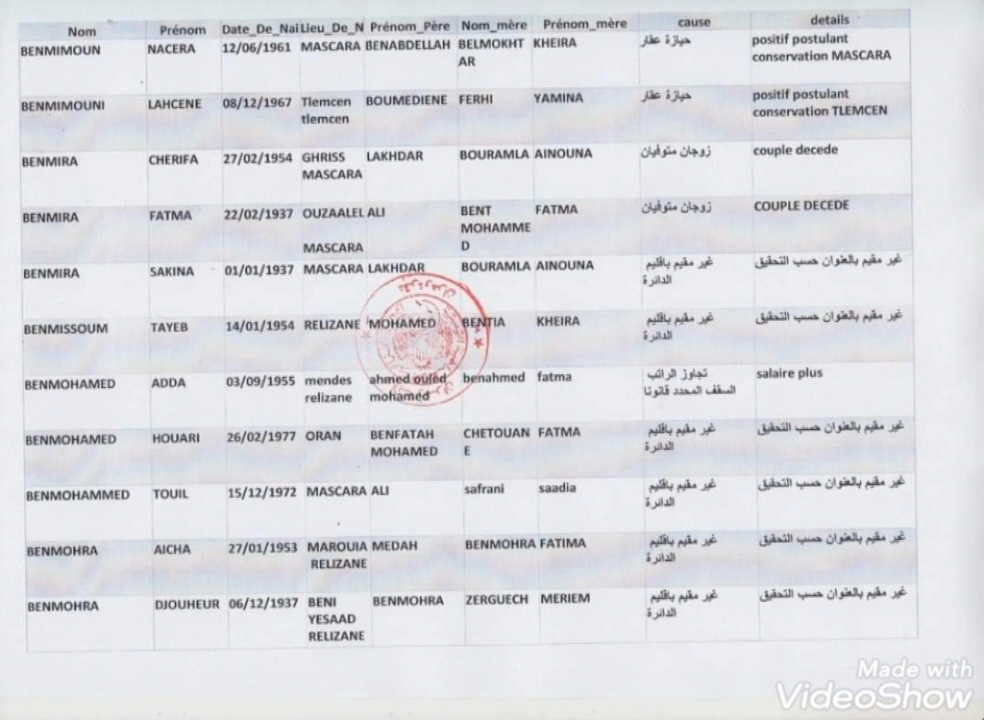 Nom Prénom Date_De_Nai Lieu_De_N Prénom_Père Nom_mère Prénom_mère cause details
BENMIMOUN NACERA 12/06/1961 MASCARA BENABDELLAH BELMOKHT KHEIRA حيازة عقار positif postulant
AR conservation MASCARA
BENMIMOUNI LAHCENE 08/12/1967 Tlemcen BOUMEDIENE FERHI YAMINA حيازة عقار positif postulant
tlemcen conservation TLEMCEN
BENMIRA CHERIFA 27/02/1954 GHRISS LAKHDAR BOURAMLA AINOUNA زوجان متوفيان couple decede
MASCARA
BENMIRA FATMA 22/02/1937 OUZAALEL ALI BENT FATMA زوجان متوفيان COUPLE DECEDE
MOHAMME
MASCARA D
BENMIRA SAKINA 01/01/1937 MASCARA LAKHDAR BOURAMLA AINOUNA غير مقيم باقليم غير مقيم بالعنوان حسب التحقيق
الدائرة
BENMISSOUM TAYEB 14/01/1954 RELIZANE MOHAMED BENTIA KHEIRA غير مقيم باقليم غير مقيم بالعنوان حسب التحقيق
الدائرة
BENMOHAMED ADDA 03/09/1955 mendes ahmed ouled benahmed fatma تجاوز الراتب salaire plus
relizane mohamed السقف المحدد قانونا
BENMOHAMED HOUARI 26/02/1977 ORAN BENFATAH CHETOUAN FATMA غير مقيم باقليم غير مقيم بالعنوان حسب التحقيق
MOHAMED E الدائرة
BENMOHAMMED TOUIL 15/12/1972 MASCARA ALI safrani saadia غير مقيم باقليم غير مقيم بالعنوان حسب التحقيق
الدائرة
BENMOHRA AICHA 27/01/1953 MAROUIA MEDAH BENMOHRA FATIMA غير مقيم باقليم غير مقيم بالعنوان حسب التحقيق
RELIZANE الدائرة
BENMOHRA DJOUHEUR 06/12/1937 BENI BENMOHRA ZERGUECH MERIEM غير مقيم باقليم غير مقيم بالعنوان حسب التحقيق
YESAAD الدائرة
RELIZANE
Made with
VideoShow